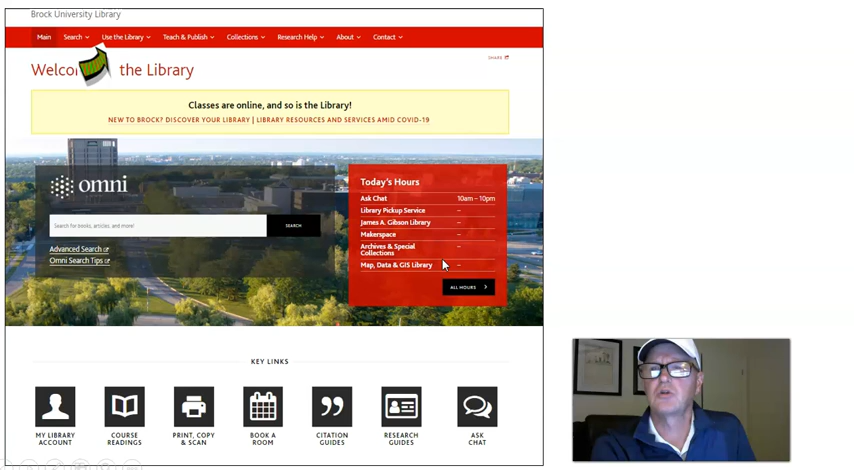 Brock University Library
Main Search Use the Library Teach & Publish Collections Research Help About Contact
SHARE
Welco the Library
Classes are online, and so is the Library!
NEW TO BROCK? DISCOVER YOUR LIBRARY | LIBRARY RESOURCES AND SERVICES AMID COVID-19
omni
Search for books, articles, and more!
SEARCH
Advanced Search
Omni Search Tips
Today's Hours
Ask Chat 10am – 10pm
Library Pickup Service –
James A. Gibson Library –
Makerspace –
Archives & Special –
Collections
Map, Data & GIS Library –
ALL HOURS
KEY LINKS
MY LIBRARY
ACCOUNT
COURSE
READINGS
PRINT, COPY
& SCAN
BOOK A
ROOM
CITATION
GUIDES
RESEARCH
GUIDES
ASK
CHAT